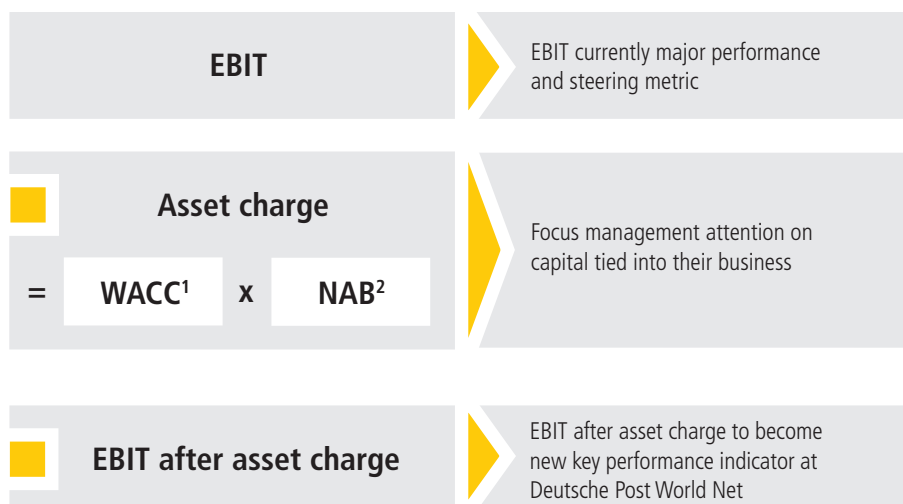 EBIT
EBIT currently major performance
and steering metric
Asset charge
= WACC¹ x NAB²
Focus management attention on
capital tied into their business
EBIT after asset charge
EBIT after asset charge to become
new key performance indicator at
Deutsche Post World Net